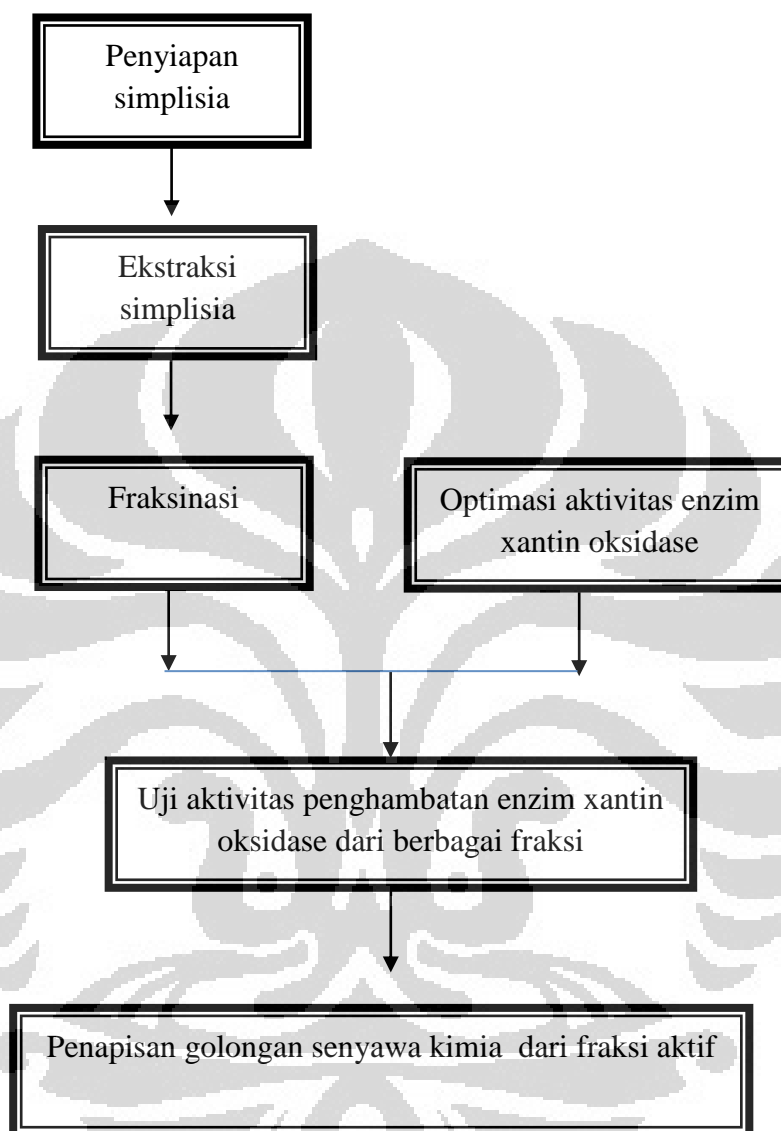 Penyiapan
simplisia
Ekstraksi
simplisia
Fraksinasi
Optimasi aktivitas enzim
xantin oksidase
Uji aktivitas penghambatan enzim xantin
oksidase dari berbagai fraksi
Penapisan golongan senyawa kimia dari fraksi aktif